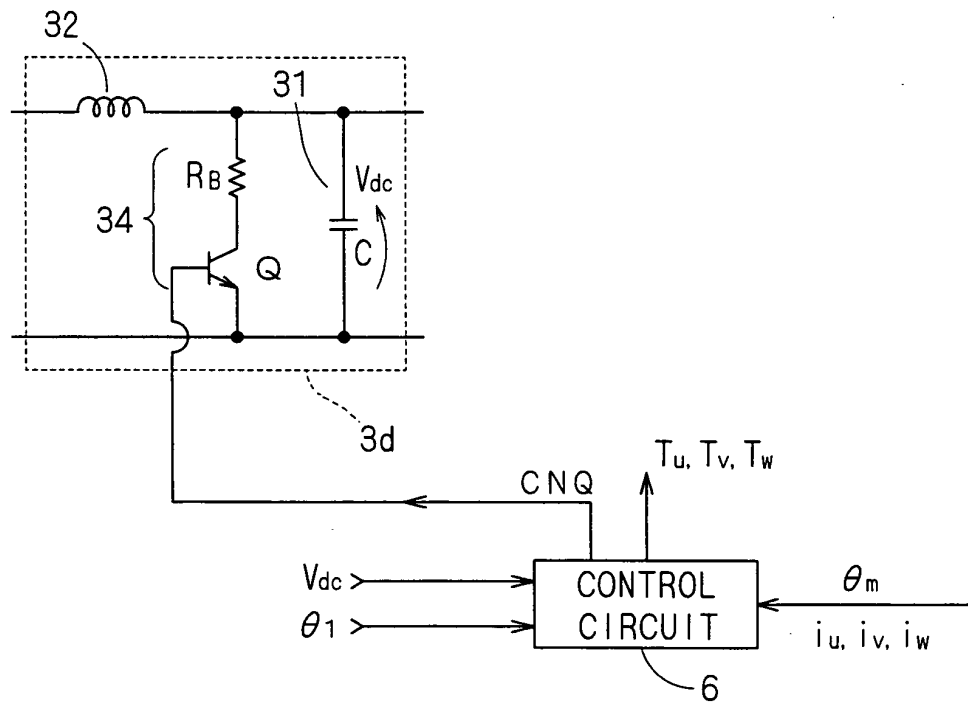 32
31
RB
Vdc
34
C
Q
3d
Tu, Tv, Tw
CNQ
Vdc
CONTROL
CIRCUIT
θm
θ1
iu, iv, iw
6